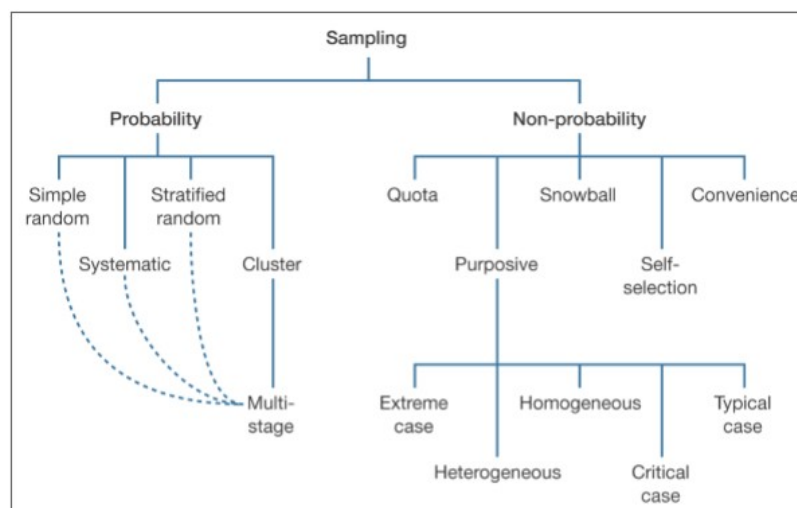 Sampling
Probability
Non-probability
Simple
random
Stratified
random
Quota
Snowball
Convenience
Systematic
Cluster
Purposive
Self-
selection
Multi-
stage
Extreme
case
Homogeneous
Typical
case
Heterogeneous
Critical
case